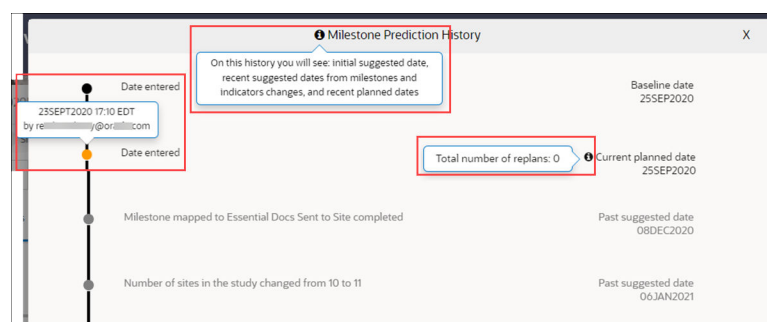 Milestone Prediction History
X
On this history you will see: initial suggested date,
recent suggested dates from milestones and
indicators changes, and recent planned dates
Date entered
Baseline date
25SEP2020
23SEPT2020 17:10 EDT
by
Date entered
Total number of replans: 0
Current planned date
25SEP2020
Milestone mapped to Essential Docs Sent to Site completed
Past suggested date
08DEC2020
Number of sites in the study changed from 10 to 11
Past suggested date
06JAN2021